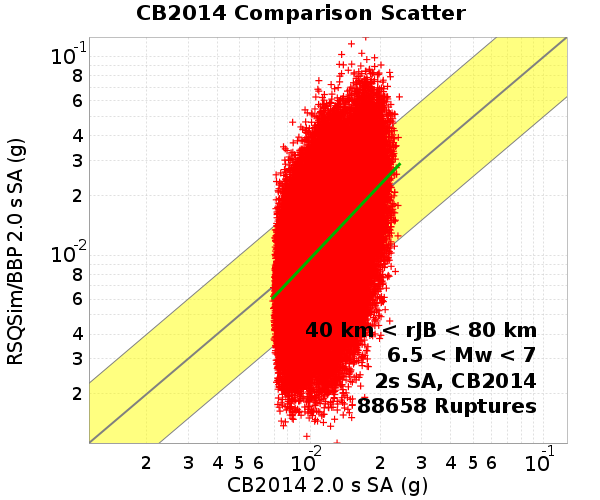 CB2014 Comparison Scatter
RSQSim/BBP 2.0 s SA (g)
10-1
8
6
4
3
2
10-2
8
6
4
3
2
40 km < rJB < 80 km
6.5 < Mw < 7
2s SA, CB2014
88658 Ruptures
2 3 4 5 6 10-2 2 3 4 5 6 10-1
CB2014 2.0 s SA (g)